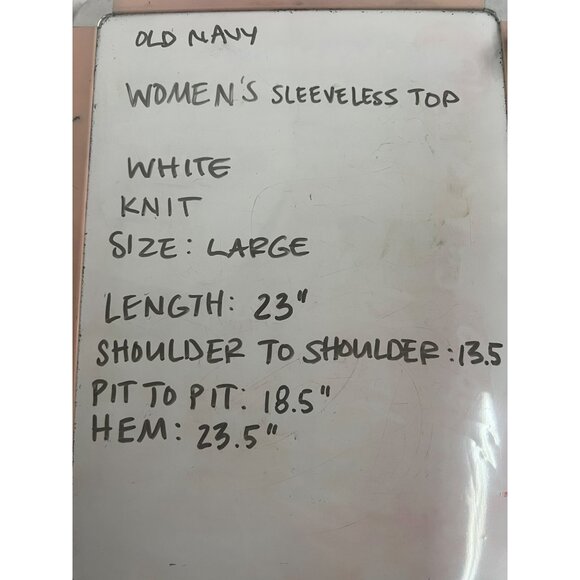 OLD NAVY
WOMEN'S SLEEVELESS TOP
WHITE
KNIT
SIZE: LARGE
LENGTH: 23"
SHOULDER TO SHOULDER: 13.5
PIT TO PIT: 18.5"
HEM: 23.5"